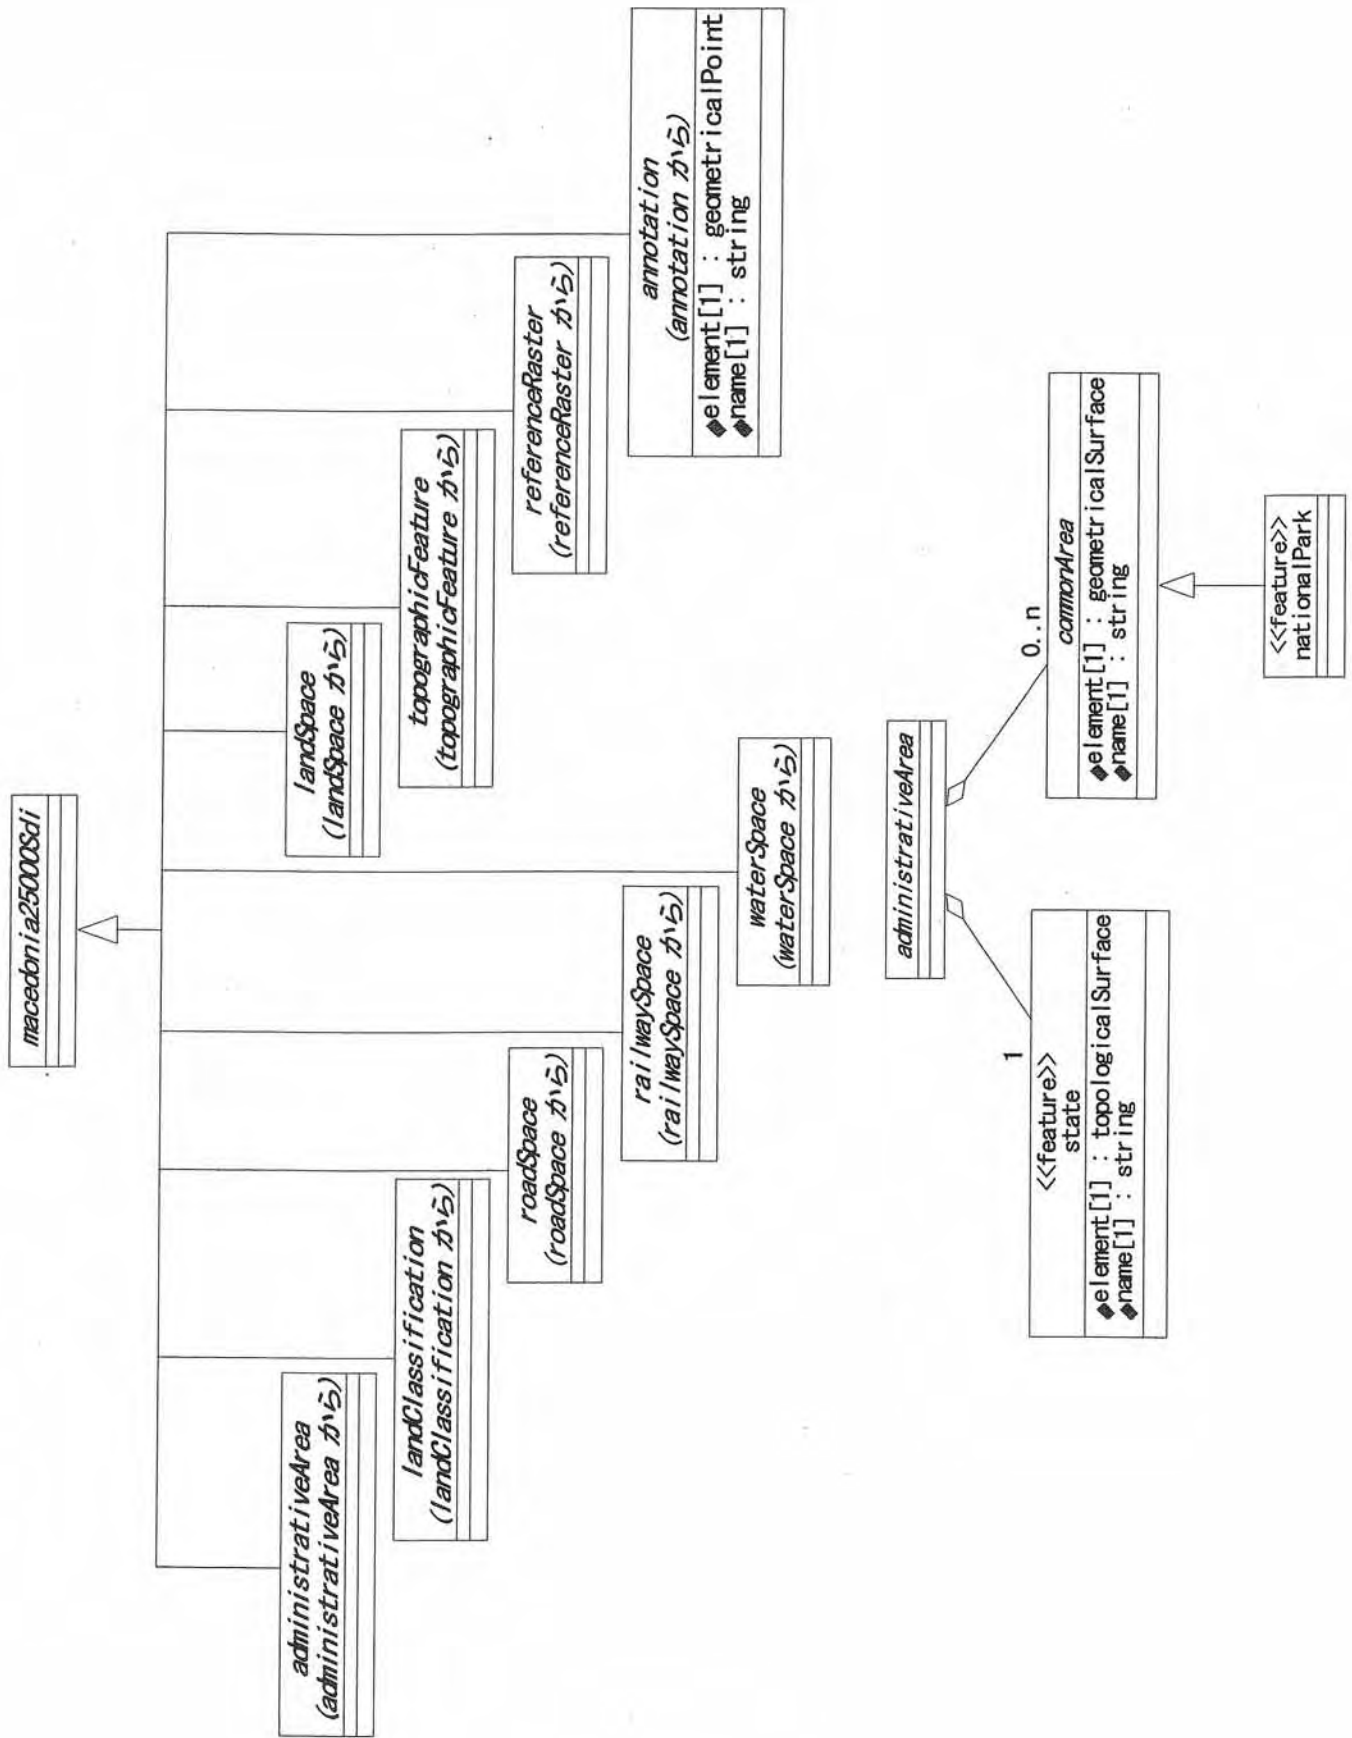 macedonia25000Sdi
administrativeArea
(administrativeArea から)
landClassification
(landClassification から)
roadSpace
(roadSpace から)
railwaySpace
(railwaySpace から)
waterSpace
(waterSpace から)
landSpace
(landSpace から)
topographicFeature
(topographicFeature から)
referenceRaster
(referenceRaster から)
annotation
(annotation から)
element[1] : geometricalPoint
name[1] : string
administrativeArea
1
0..n
<<feature>>
state
element[1] : topologicalSurface
name[1] : string
commonArea
element[1] : geometricalSurface
name[1] : string
<<feature>>
nationalPark